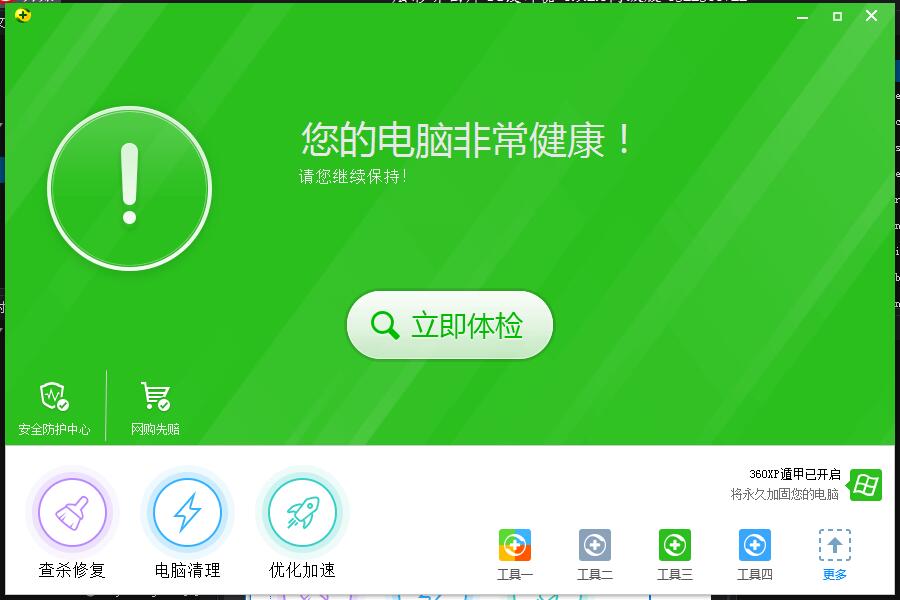 您的电脑非常健康！
请您继续保持！
立即体检
安全防护中心
网购先赔
360XP遁甲已开启
将永久加固您的电脑
查杀修复
电脑清理
优化加速
工具一
工具二
工具三
工具四
更多